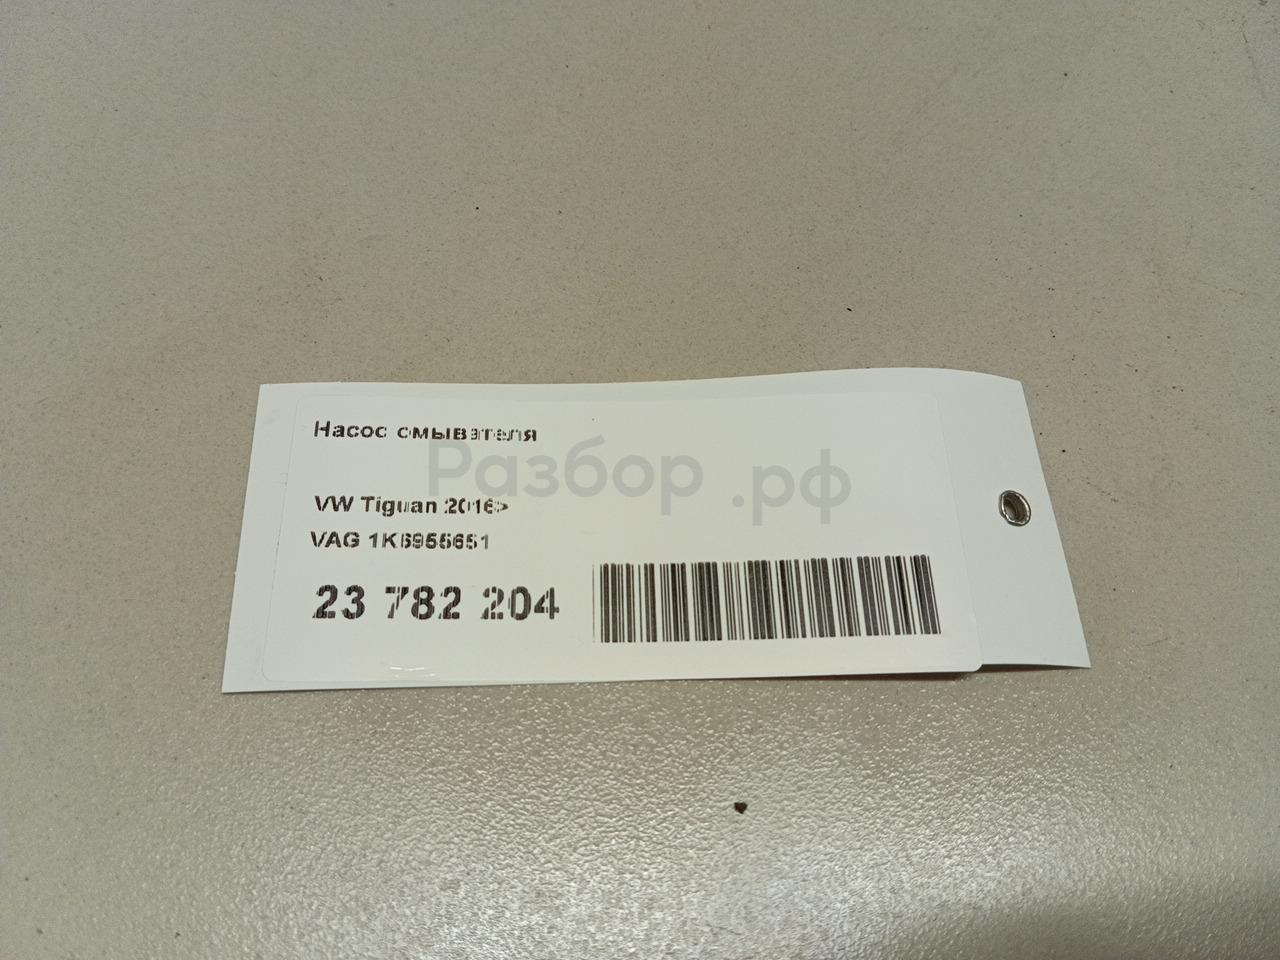 Насос омывателя
Разбор.рф
VW Tiguan 2016>
VAG 1K6955651
23 782 204